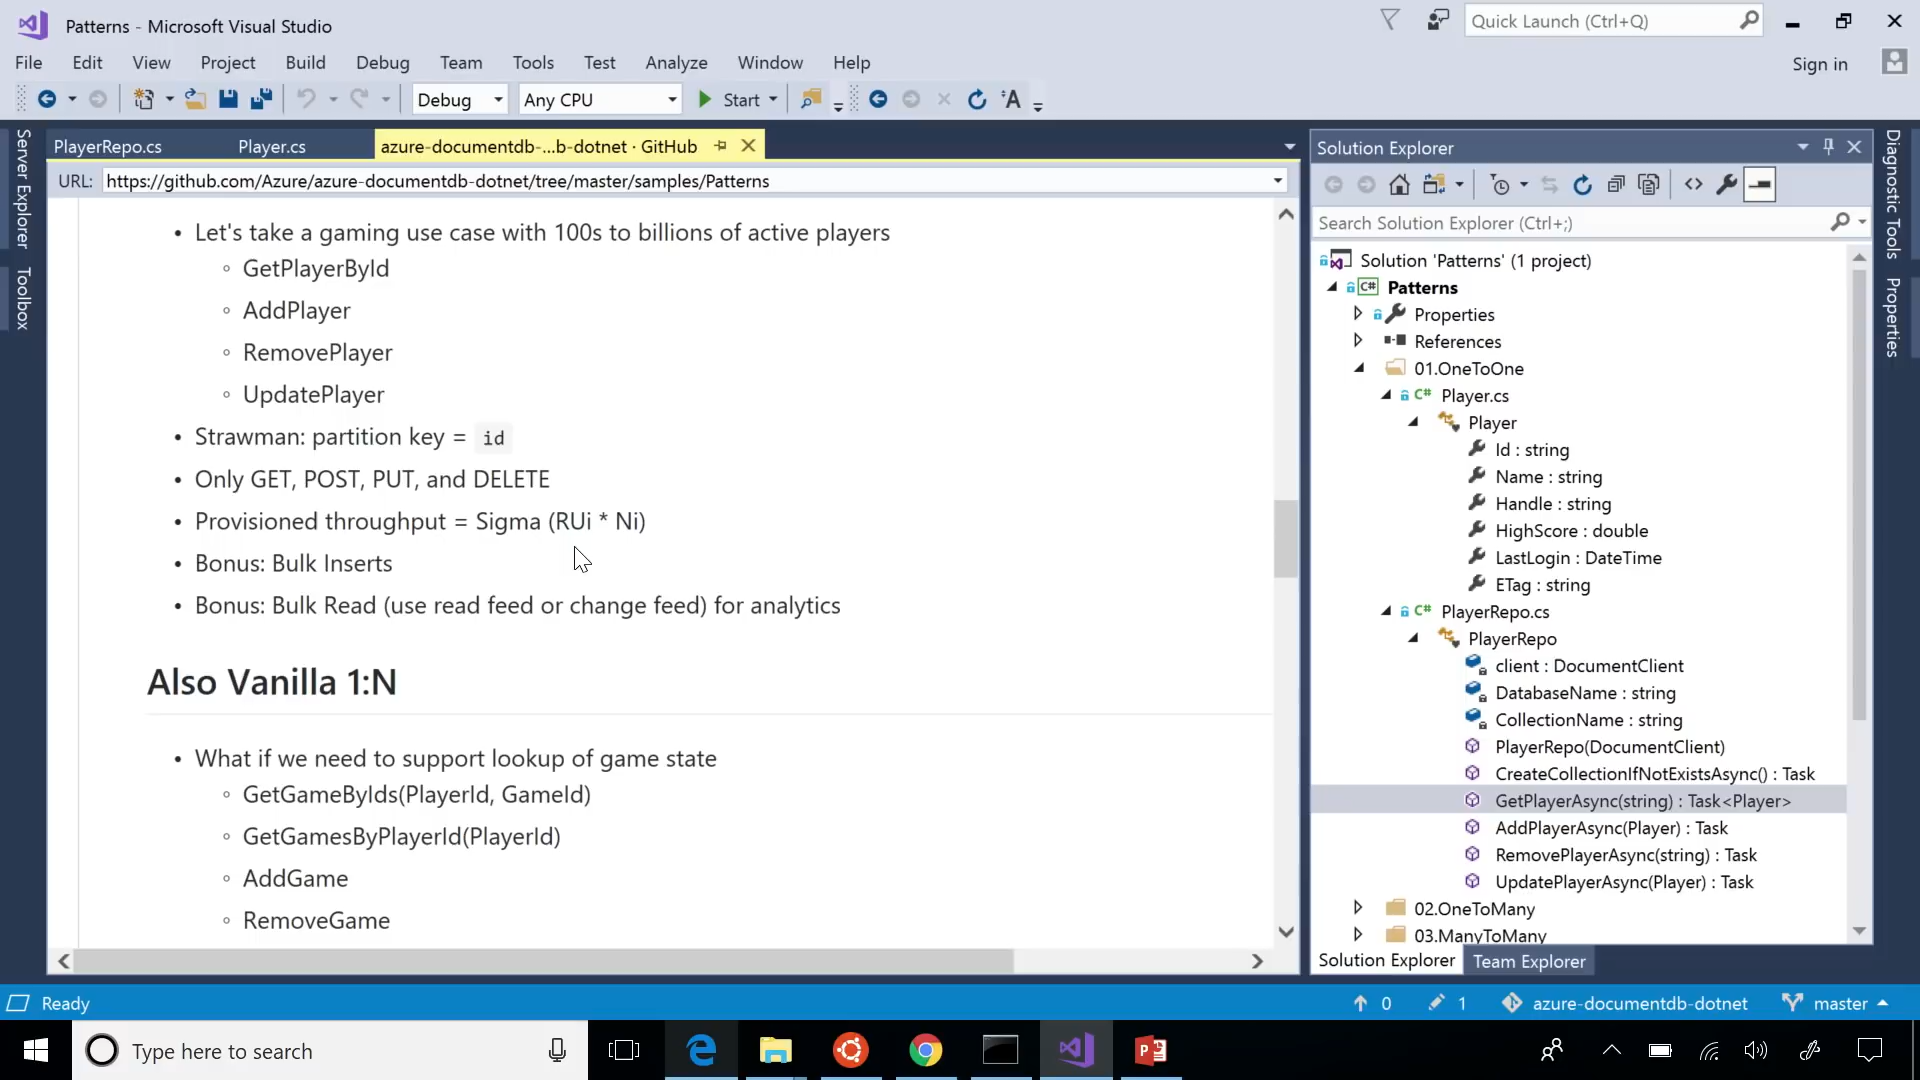 Patterns - Microsoft Visual Studio
Quick Launch (Ctrl+Q)
File Edit View Project Build Debug Team Tools Test Analyze Window Help
Sign in
Debug Any CPU Start
Server Explorer
Toolbox
PlayerRepo.cs Player.cs azure-documentdb-...b-dotnet · GitHub
URL: https://github.com/Azure/azure-documentdb-dotnet/tree/master/samples/Patterns
• Let's take a gaming use case with 100s to billions of active players
◦ GetPlayerById
◦ AddPlayer
◦ RemovePlayer
◦ UpdatePlayer
• Strawman: partition key = id
• Only GET, POST, PUT, and DELETE
• Provisioned throughput = Sigma (RUi * Ni)
• Bonus: Bulk Inserts
• Bonus: Bulk Read (use read feed or change feed) for analytics
Also Vanilla 1:N
• What if we need to support lookup of game state
◦ GetGameByIds(PlayerId, GameId)
◦ GetGamesByPlayerId(PlayerId)
◦ AddGame
◦ RemoveGame
Solution Explorer
Search Solution Explorer (Ctrl+;)
Solution 'Patterns' (1 project)
C# Patterns
Properties
References
01.OneToOne
C# Player.cs
Player
Id : string
Name : string
Handle : string
HighScore : double
LastLogin : DateTime
ETag : string
C# PlayerRepo.cs
PlayerRepo
client : DocumentClient
DatabaseName : string
CollectionName : string
PlayerRepo(DocumentClient)
CreateCollectionIfNotExistsAsync() : Task
GetPlayerAsync(string) : Task<Player>
AddPlayerAsync(Player) : Task
RemovePlayerAsync(string) : Task
UpdatePlayerAsync(Player) : Task
02.OneToMany
03.ManyToMany
Solution Explorer Team Explorer
Diagnostic Tools
Properties
Ready
0 1 azure-documentdb-dotnet master
Type here to search